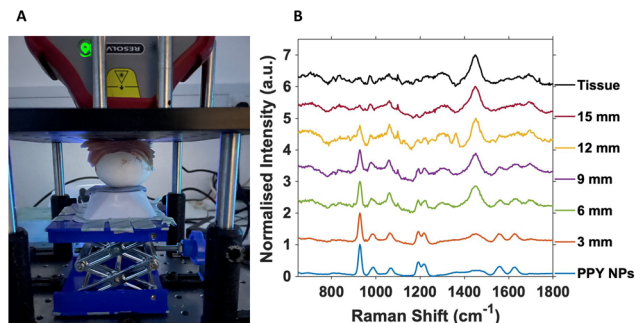 A
B
RESOLV
Normalised Intensity (a.u.)
7
6
5
4
3
2
1
0
Tissue
15 mm
12 mm
9 mm
6 mm
3 mm
PPY NPs
800 1000 1200 1400 1600 1800
Raman Shift (cm⁻¹)